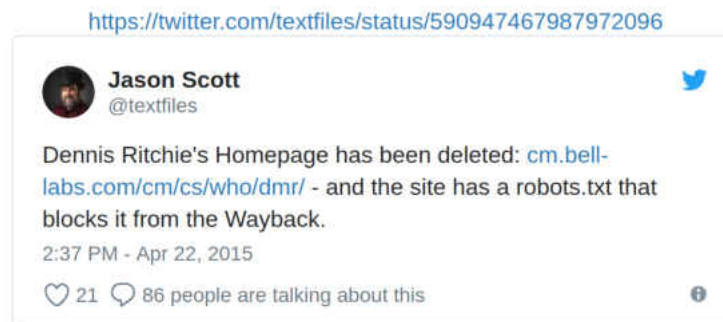 https://twitter.com/textfiles/status/590947467987972096
Jason Scott
@textfiles
Dennis Ritchie's Homepage has been deleted: cm.bell-
labs.com/cm/cs/who/dmr/ - and the site has a robots.txt that
blocks it from the Wayback.
2:37 PM - Apr 22, 2015
21 86 people are talking about this